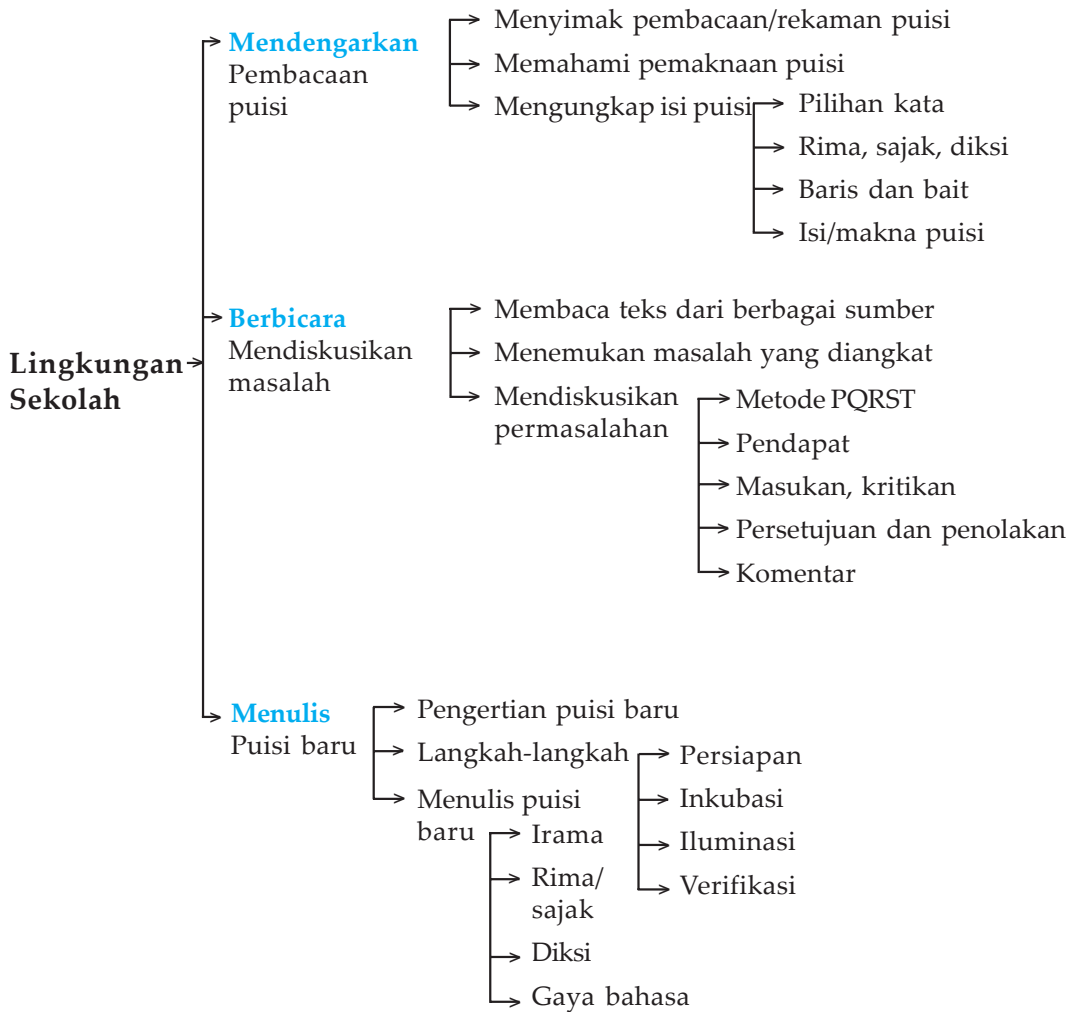 Lingkungan
Sekolah
Mendengarkan
Pembacaan
puisi
Menyimak pembacaan/rekaman puisi
Memahami pemaknaan puisi
Mengungkap isi puisi
Pilihan kata
Rima, sajak, diksi
Baris dan bait
Isi/makna puisi
Berbicara
Mendiskusikan
masalah
Membaca teks dari berbagai sumber
Menemukan masalah yang diangkat
Mendiskusikan
permasalahan
Metode PQRST
Pendapat
Masukan, kritikan
Persetujuan dan penolakan
Komentar
Menulis
Puisi baru
Pengertian puisi baru
Langkah-langkah
Persiapan
Inkubasi
Iluminasi
Verifikasi
Menulis puisi
baru
Irama
Rima/
sajak
Diksi
Gaya bahasa